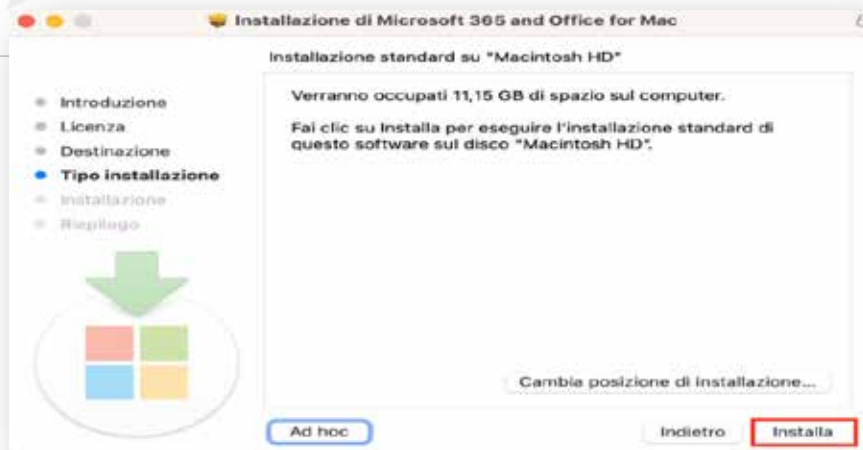 Installazione di Microsoft 365 and Office for Mac
Installazione standard su "Macintosh HD"
Introduzione
Licenza
Destinazione
Tipo installazione
Installazione
Riepilogo
Verranno occupati 11,15 GB di spazio sul computer.
Fai clic su Installa per eseguire l'installazione standard di
questo software sul disco "Macintosh HD".
Cambia posizione di installazione...
Ad hoc
Indietro
Installa